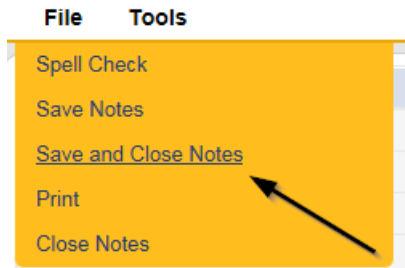 File Tools
Spell Check
Save Notes
Save and Close Notes
Print
Close Notes